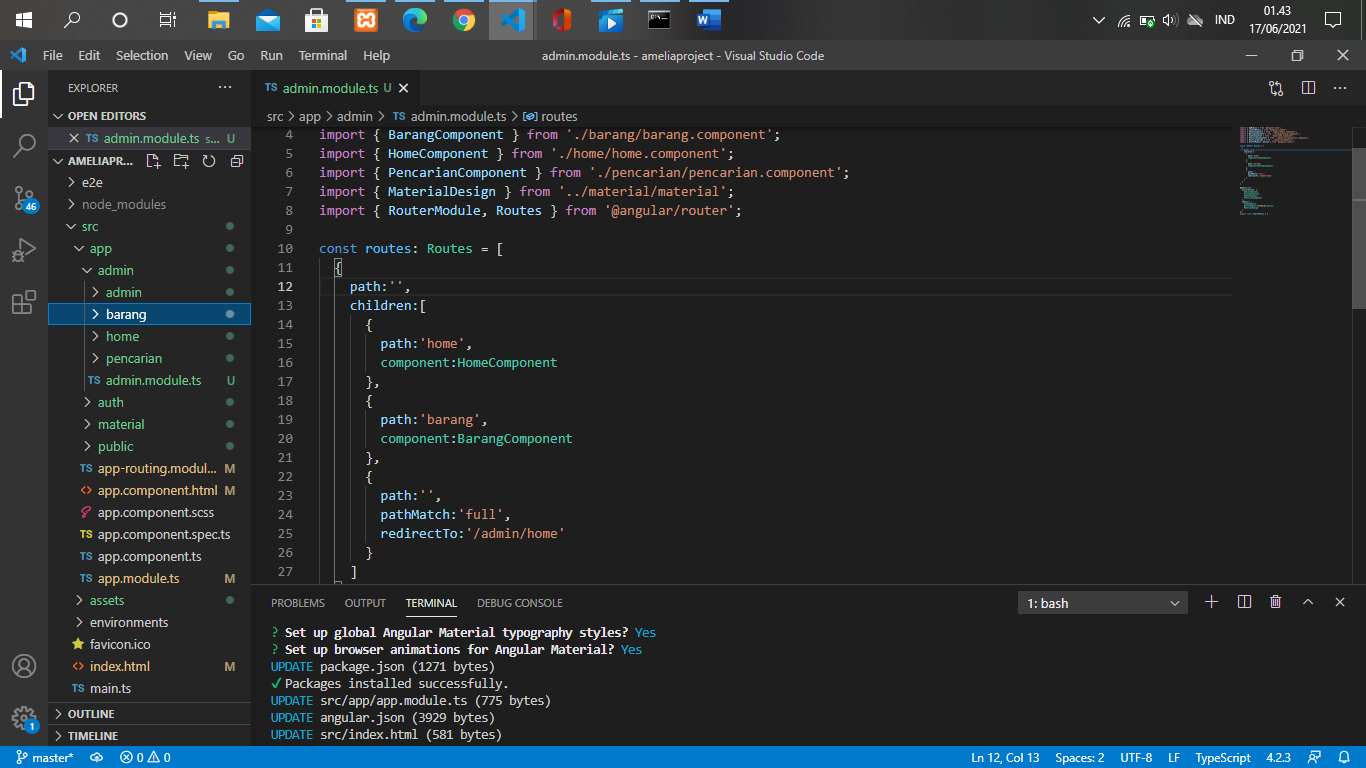 IND
01.43
17/06/2021
File Edit Selection View Go Run Terminal Help
admin.module.ts - ameliaproject - Visual Studio Code
EXPLORER
OPEN EDITORS
TS admin.module.ts s... U
AMELIAPR...
e2e
node_modules
src
app
admin
admin
barang
home
pencarian
TS admin.module.ts U
auth
material
public
TS app-routing.modul... M
app.component.html M
app.component.scss
TS app.component.spec.ts
TS app.component.ts
TS app.module.ts M
assets
environments
favicon.ico
index.html M
TS main.ts
OUTLINE
TIMELINE
46
1
TS admin.module.ts U
src > app > admin > TS admin.module.ts > routes
4 import { BarangComponent } from './barang/barang.component';
5 import { HomeComponent } from './home/home.component';
6 import { PencarianComponent } from './pencarian/pencarian.component';
7 import { MaterialDesign } from '../material/material';
8 import { RouterModule, Routes } from '@angular/router';
9
10 const routes: Routes = [
11 {
12 path:'',
13 children:[
14 {
15 path:'home',
16 component:HomeComponent
17 },
18 {
19 path:'barang',
20 component:BarangComponent
21 },
22 {
23 path:'',
24 pathMatch:'full',
25 redirectTo:'/admin/home'
26 }
27 ]
PROBLEMS OUTPUT TERMINAL DEBUG CONSOLE
1: bash
? Set up global Angular Material typography styles? Yes
? Set up browser animations for Angular Material? Yes
UPDATE package.json (1271 bytes)
✓ Packages installed successfully.
UPDATE src/app/app.module.ts (775 bytes)
UPDATE angular.json (3929 bytes)
UPDATE src/index.html (581 bytes)
master* 0 0
Ln 12, Col 13 Spaces: 2 UTF-8 LF TypeScript 4.2.3